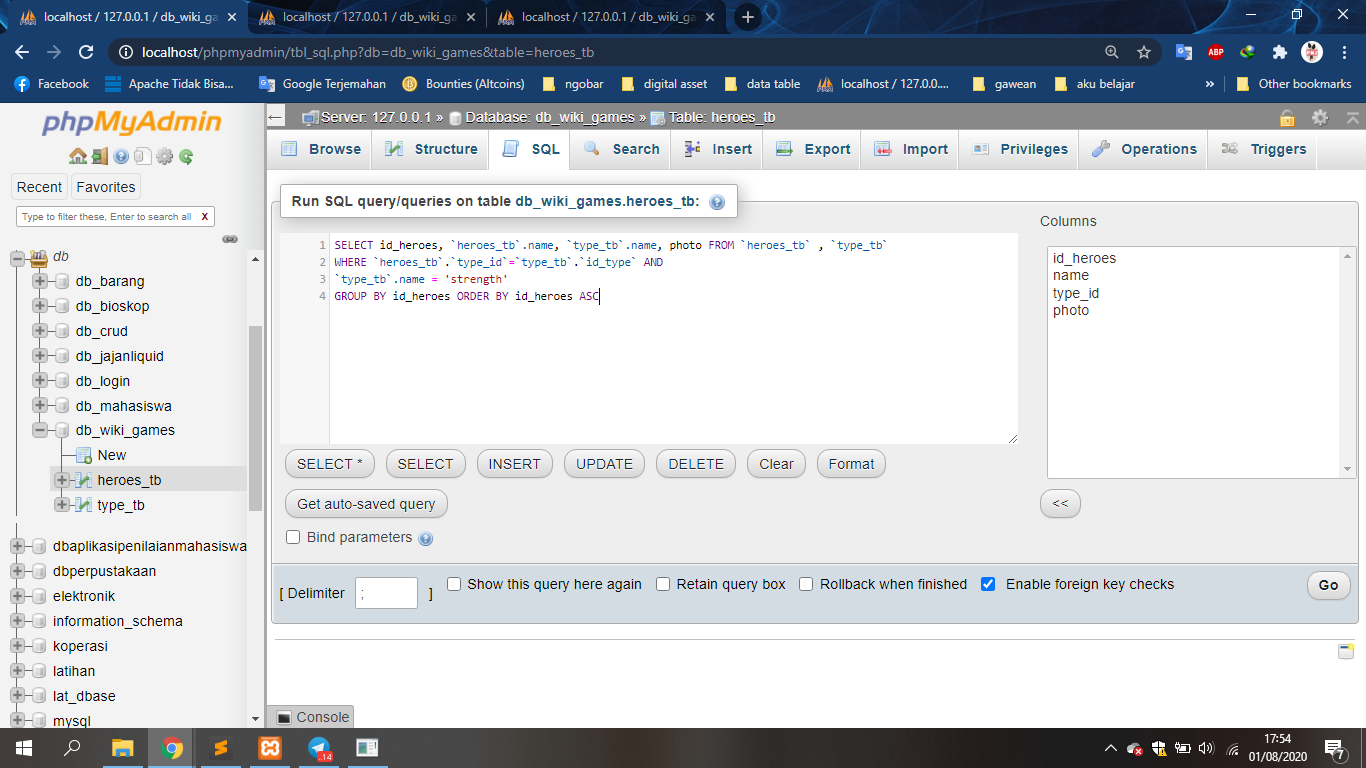 localhost / 127.0.0.1 / db_wiki_ga
localhost / 127.0.0.1 / db_wiki_ga
localhost / 127.0.0.1 / db_wiki_ga
localhost/phpmyadmin/tbl_sql.php?db=db_wiki_games&table=heroes_tb
ABP
Facebook
Apache Tidak Bisa...
Google Terjemahan
Bounties (Altcoins)
ngobar
digital asset
data table
localhost / 127.0.0....
gawean
aku belajar
»
Other bookmarks
phpMyAdmin
Recent
Favorites
Type to filter these, Enter to search all
X
db
db_barang
db_bioskop
db_crud
db_jajanliquid
db_login
db_mahasiswa
db_wiki_games
New
heroes_tb
type_tb
dbaplikasipenilaianmahasiswa
dbperpustakaan
elektronik
information_schema
koperasi
latihan
lat_dbase
mysql
Server: 127.0.0.1 » Database: db_wiki_games » Table: heroes_tb
Browse
Structure
SQL
Search
Insert
Export
Import
Privileges
Operations
Triggers
Run SQL query/queries on table db_wiki_games.heroes_tb:
1 SELECT id_heroes, `heroes_tb`.name, `type_tb`.name, photo FROM `heroes_tb` , `type_tb`
2 WHERE `heroes_tb`.`type_id`=`type_tb`.`id_type` AND
3 `type_tb`.name = 'strength'
4 GROUP BY id_heroes ORDER BY id_heroes ASC
Columns
id_heroes
name
type_id
photo
SELECT *
SELECT
INSERT
UPDATE
DELETE
Clear
Format
Get auto-saved query
<<
Bind parameters
[ Delimiter ; ]
Show this query here again
Retain query box
Rollback when finished
Enable foreign key checks
Go
Console
14
17:54
01/08/2020
7